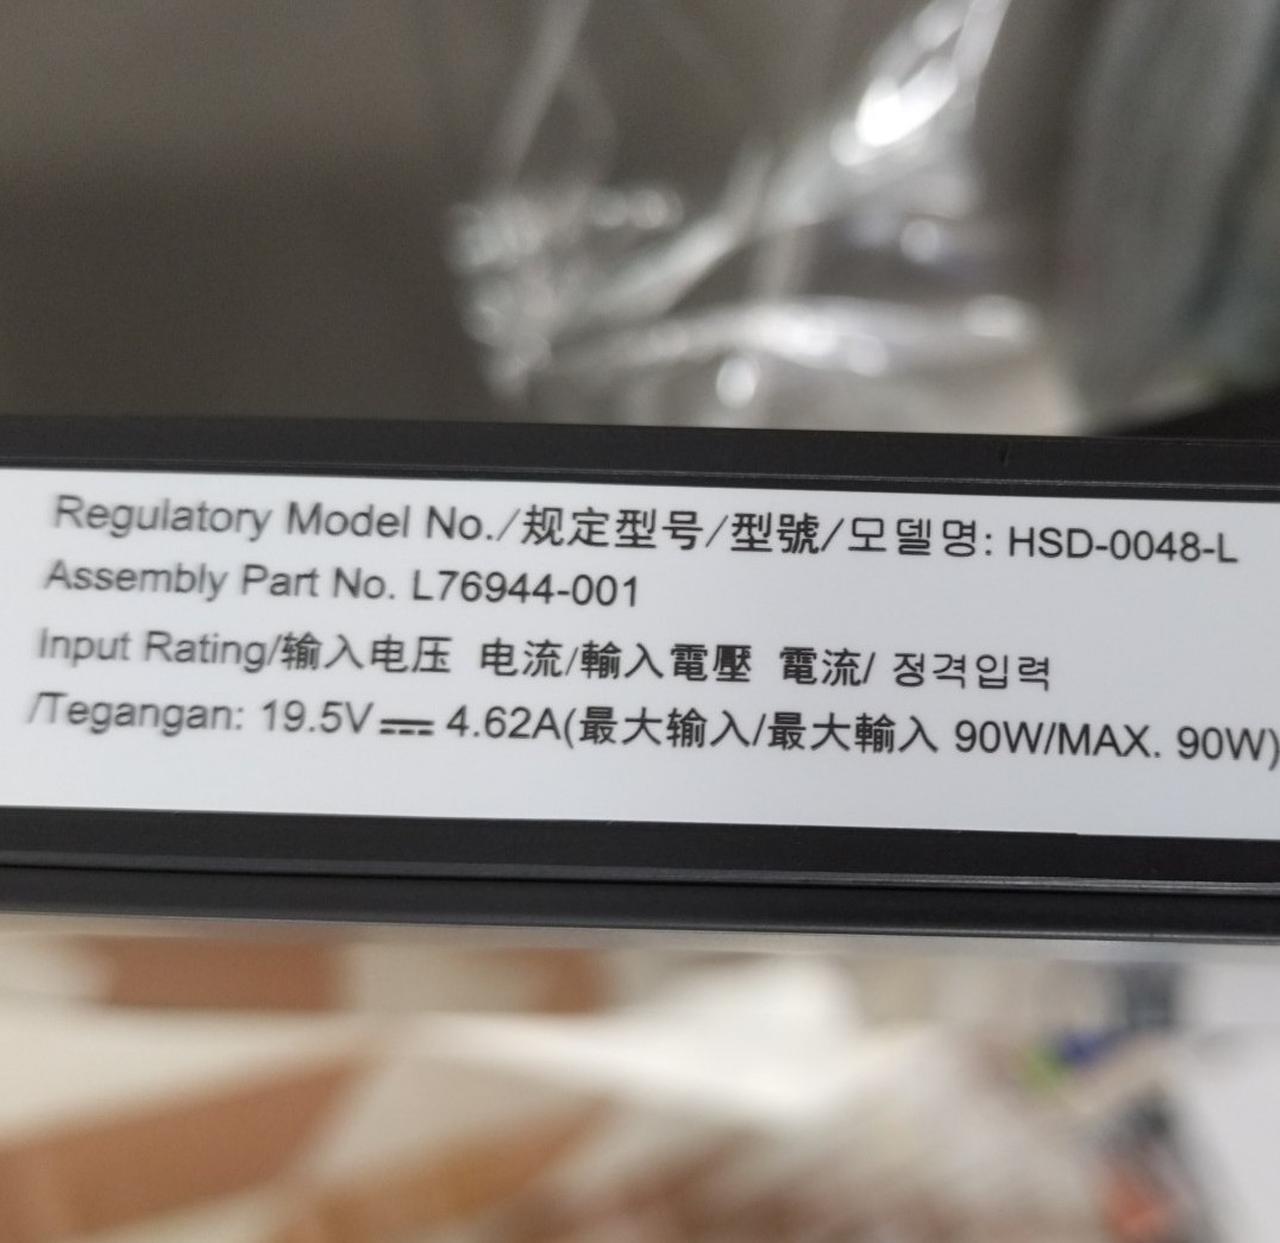 Regulatory Model No./规定型号/型號/모델명: HSD-0048-L
Assembly Part No. L76944-001
Input Rating/输入电压 电流/輸入電壓 電流/ 정격입력
/Tegangan: 19.5V⎓4.62A(最大输入/最大輸入 90W/MAX. 90W)